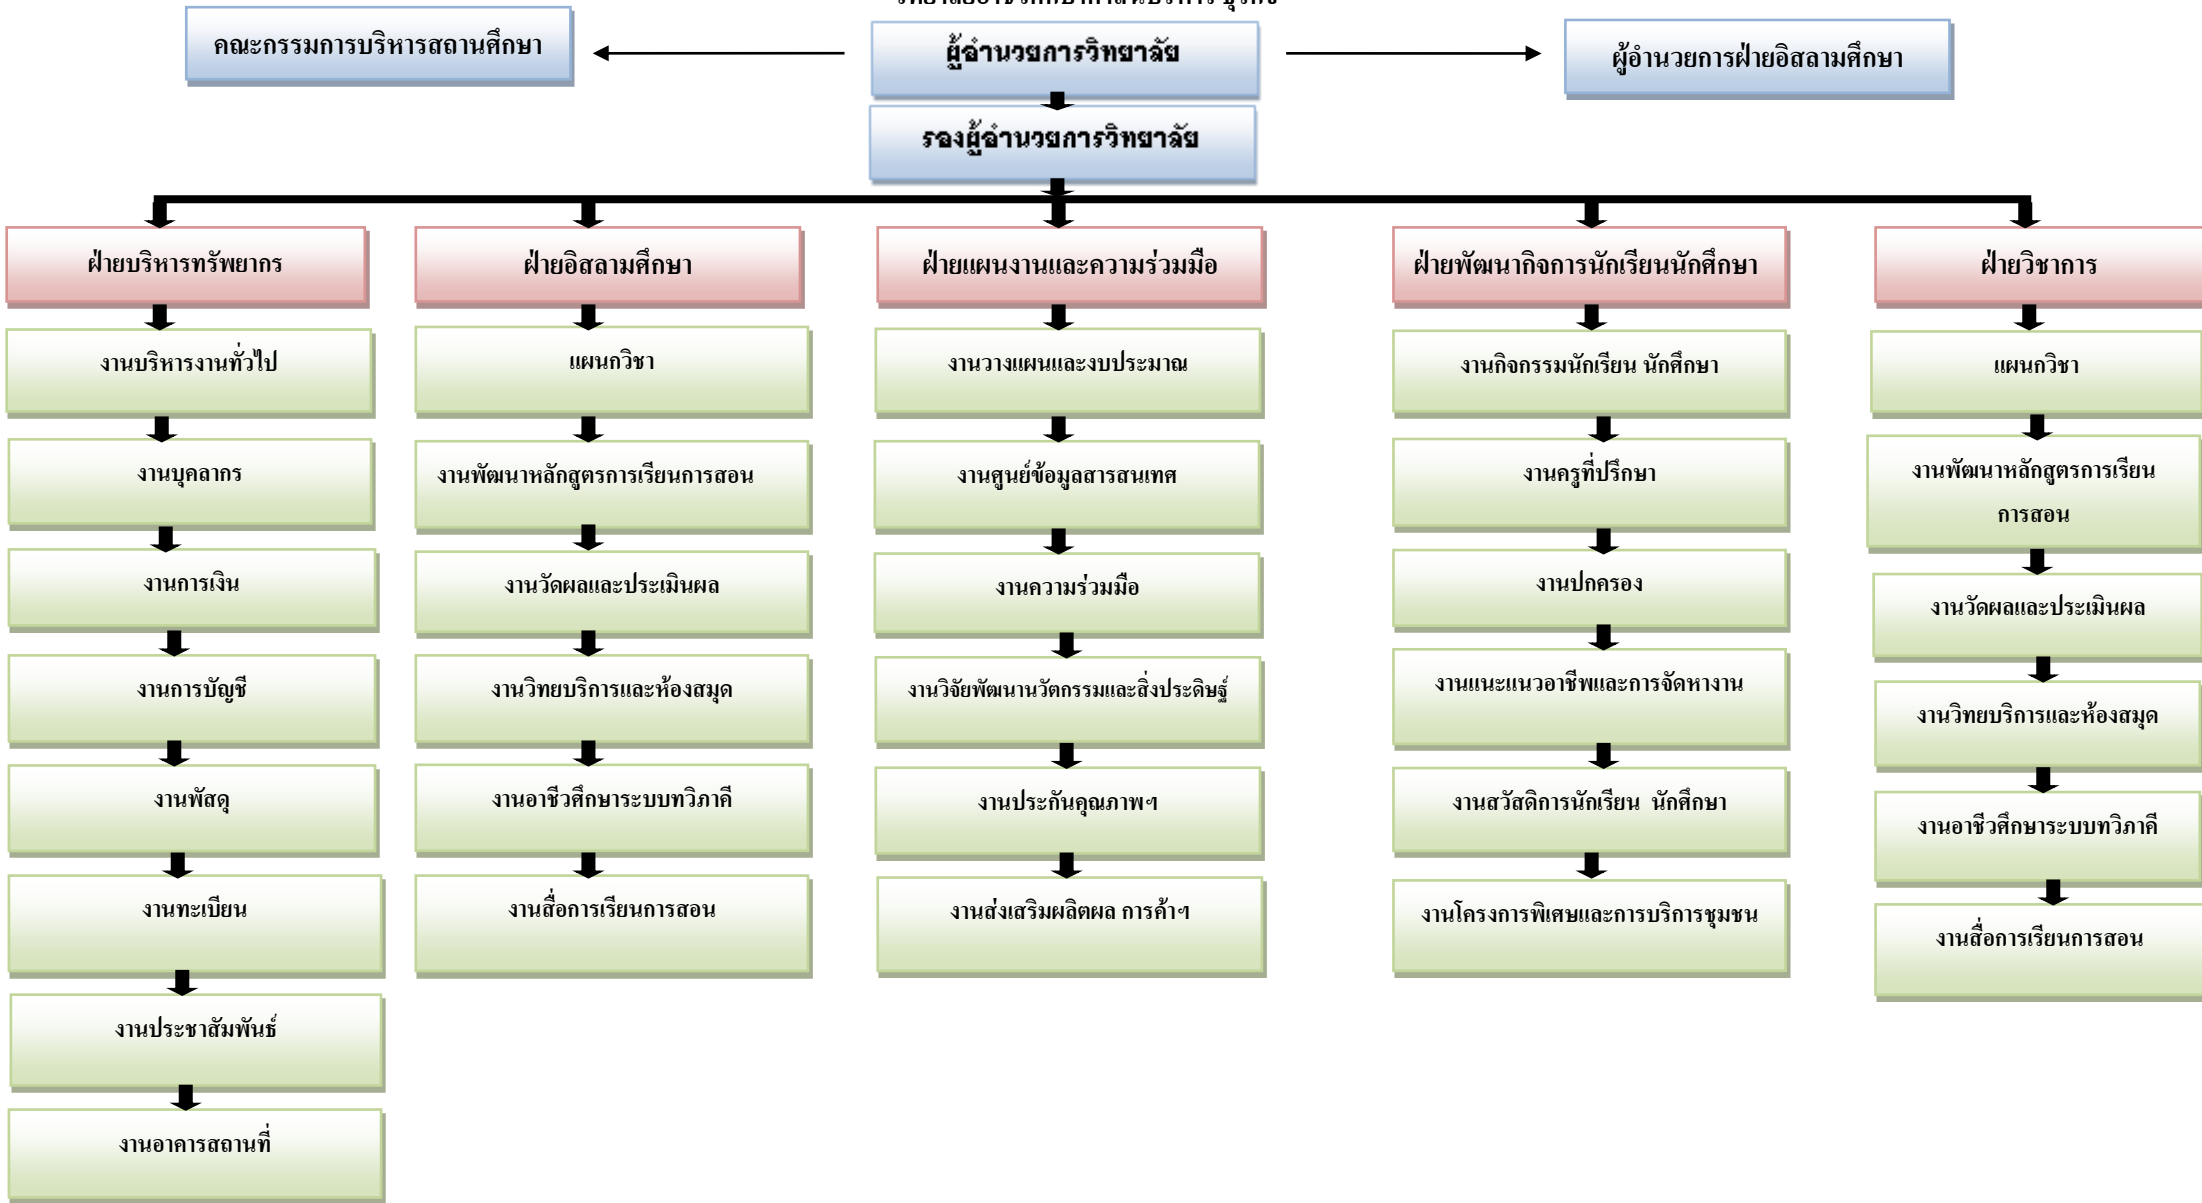 คณะกรรมการบริหารสถานศึกษา
ผู้อำนวยการวิทยาลัย
ผู้อำนวยการฝ่ายอิสลามศึกษา
รองผู้อำนวยการวิทยาลัย
ฝ่ายบริหารทรัพยากร
งานบริหารงานทั่วไป
งานบุคลากร
งานการเงิน
งานการบัญชี
งานพัสดุ
งานทะเบียน
งานประชาสัมพันธ์
งานอาคารสถานที่
ฝ่ายอิสลามศึกษา
แผนกวิชา
งานพัฒนาหลักสูตรการเรียนการสอน
งานวัดผลและประเมินผล
งานวิทยบริการและห้องสมุด
งานอาชีวศึกษาระบบทวิภาคี
งานสื่อการเรียนการสอน
ฝ่ายแผนงานและความร่วมมือ
งานวางแผนและงบประมาณ
งานศูนย์ข้อมูลสารสนเทศ
งานความร่วมมือ
งานวิจัยพัฒนานวัตกรรมและสิ่งประดิษฐ์
งานประกันคุณภาพฯ
งานส่งเสริมผลิตผล การค้าฯ
ฝ่ายพัฒนากิจการนักเรียนนักศึกษา
งานกิจกรรมนักเรียน นักศึกษา
งานครูที่ปรึกษา
งานปกครอง
งานแนะแนวอาชีพและการจัดหางาน
งานสวัสดิการนักเรียน นักศึกษา
งานโครงการพิเศษและการบริการชุมชน
ฝ่ายวิชาการ
แผนกวิชา
งานพัฒนาหลักสูตรการเรียน
การสอน
งานวัดผลและประเมินผล
งานวิทยบริการและห้องสมุด
งานอาชีวศึกษาระบบทวิภาคี
งานสื่อการเรียนการสอน